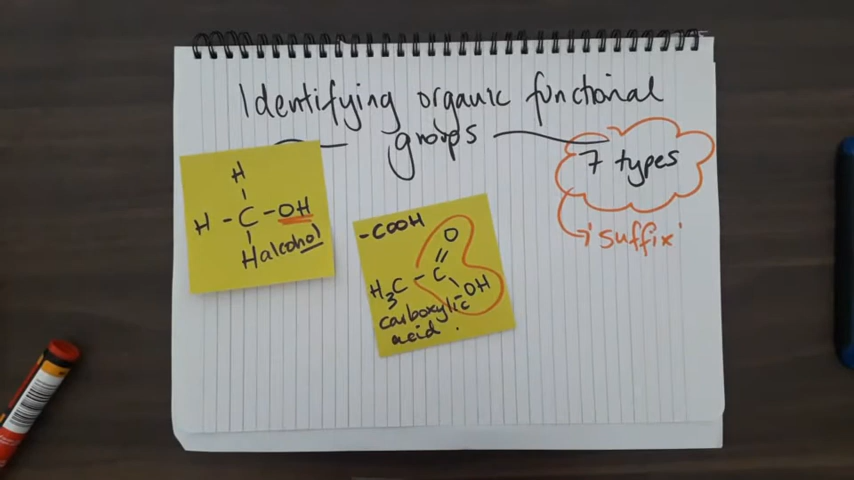 Identifying organic functional
groups
7 types
'suffix'
H
H - C - OH
H alcohol
-COOH
O
H3C - C
OH
carboxylic
acid.